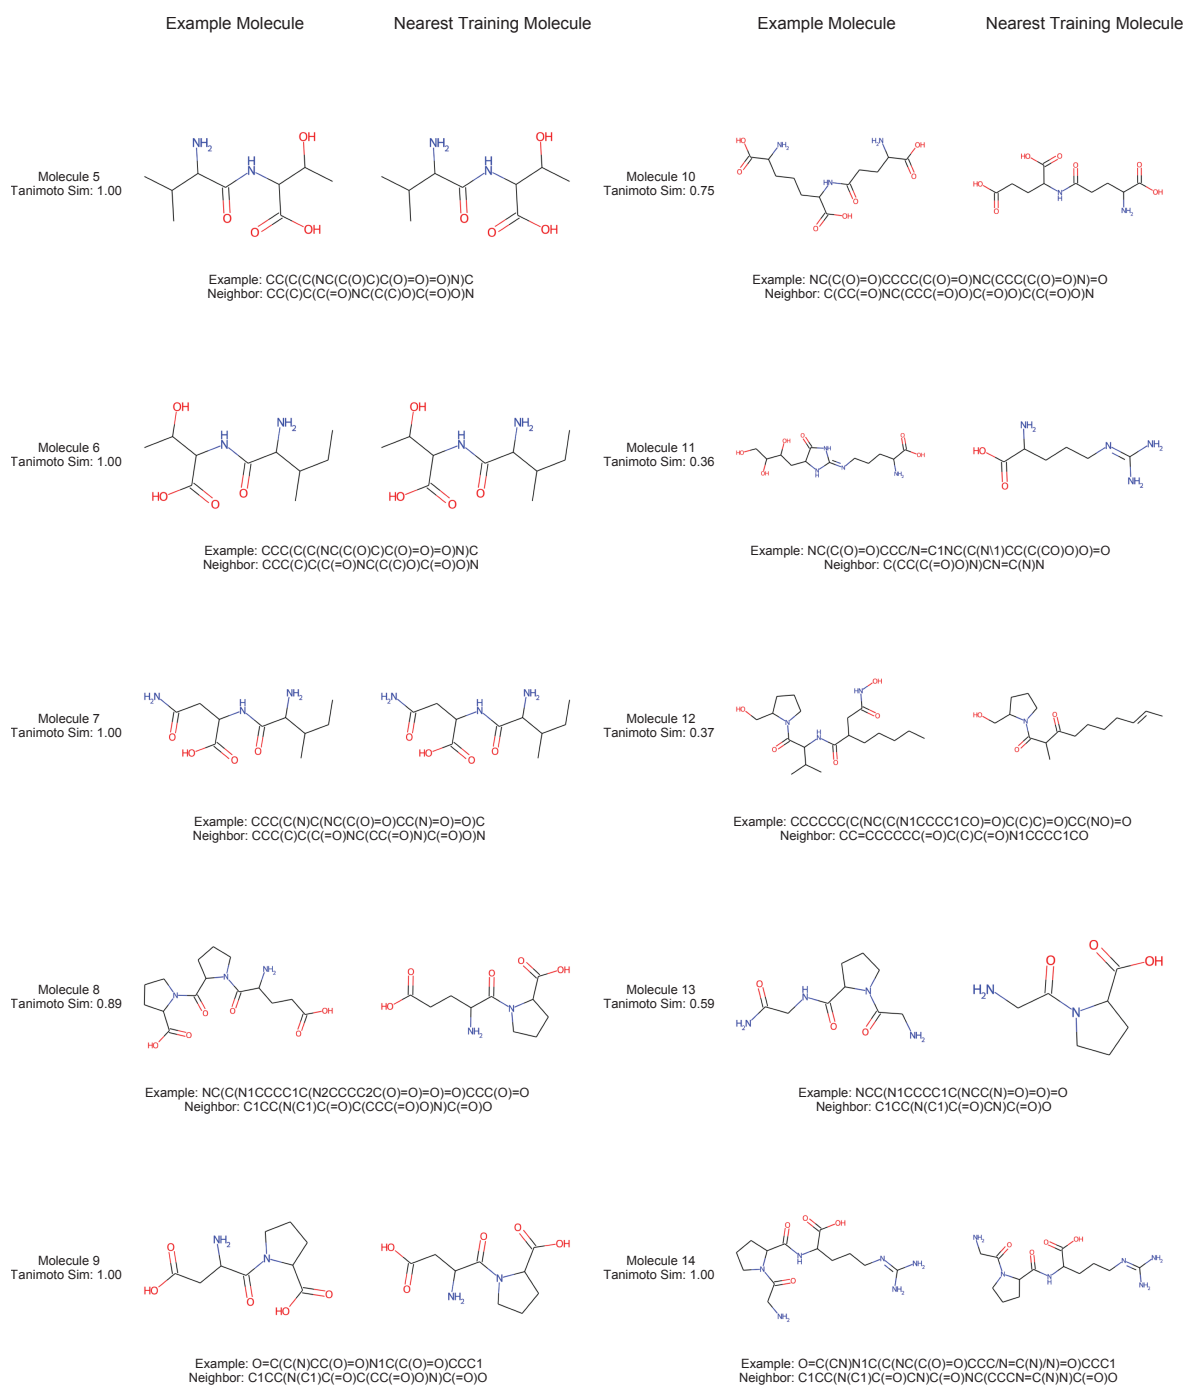 Example Molecule
Nearest Training Molecule
Example Molecule
Nearest Training Molecule
Molecule 5
Tanimoto Sim: 1.00
Example: CC(C(C(NC(C(O)C)C(O)=O)=O)N)C
Neighbor: CC(C)C(C(=O)NC(C(C)O)C(=O)O)N
Molecule 10
Tanimoto Sim: 0.75
Example: NC(C(O)=O)CCCC(C(O)=O)NC(CCC(C(O)=O)N)=O
Neighbor: C(CC(=O)NC(CCC(=O)O)C(=O)O)C(C(=O)O)N
Molecule 6
Tanimoto Sim: 1.00
Example: CCC(C(C(NC(C(O)C)C(O)=O)=O)N)C
Neighbor: CCC(C)C(C(=O)NC(C(C)O)C(=O)O)N
Molecule 11
Tanimoto Sim: 0.36
Example: NC(C(O)=O)CCC/N=C1NC(C(N\1)CC(C(CO)O)O)=O
Neighbor: C(CC(C(=O)O)N)CN=C(N)N
Molecule 7
Tanimoto Sim: 1.00
Example: CCC(C(N)C(NC(C(O)=O)CC(N)=O)=O)C
Neighbor: CCC(C)C(C(=O)NC(CC(=O)N)C(=O)O)N
Molecule 12
Tanimoto Sim: 0.37
Example: CCCCCC(C(NC(C(N1CCCC1CO)=O)C(C)C)=O)CC(NO)=O
Neighbor: CC=CCCCCC(=O)C(C)C(=O)N1CCCC1CO
Molecule 8
Tanimoto Sim: 0.89
Example: NC(C(N1CCCC1C(N2CCCC2C(O)=O)=O)=O)CCC(O)=O
Neighbor: C1CC(N(C1)C(=O)C(CCC(=O)O)N)C(=O)O
Molecule 13
Tanimoto Sim: 0.59
Example: NCC(N1CCCC1C(NCC(N)=O)=O)=O
Neighbor: C1CC(N(C1)C(=O)CN)C(=O)O
Molecule 9
Tanimoto Sim: 1.00
Example: O=C(C(N)CC(O)=O)N1C(C(O)=O)CCC1
Neighbor: C1CC(N(C1)C(=O)C(CC(=O)O)N)C(=O)O
Molecule 14
Tanimoto Sim: 1.00
Example: O=C(CN)N1C(C(NC(C(O)=O)CCC/N=C(N)/N)=O)CCC1
Neighbor: C1CC(N(C1)C(=O)CN)C(=O)NC(CCCN=C(N)N)C(=O)O